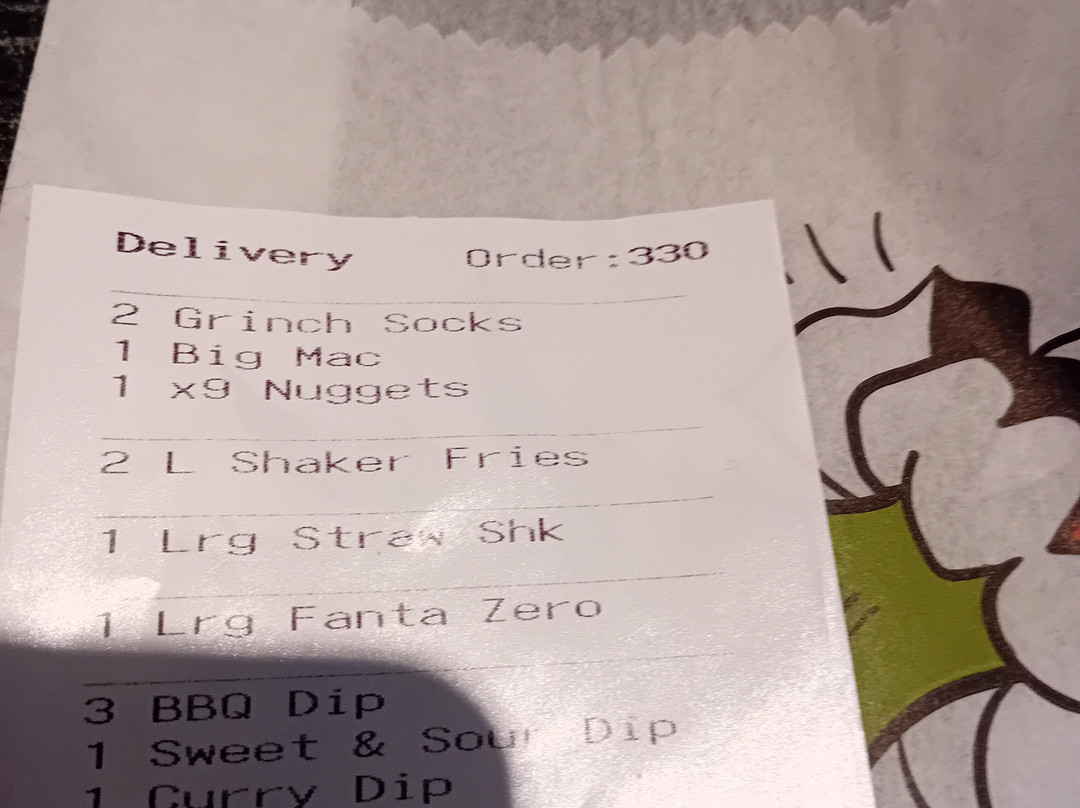 Delivery Order:330
2 Grinch Socks
1 Big Mac
1 x9 Nuggets
2 L Shaker Fries
1 Lrg Straw Shk
1 Lrg Fanta Zero
3 BBQ Dip
1 Sweet & Sour Dip
1 Curry Dip